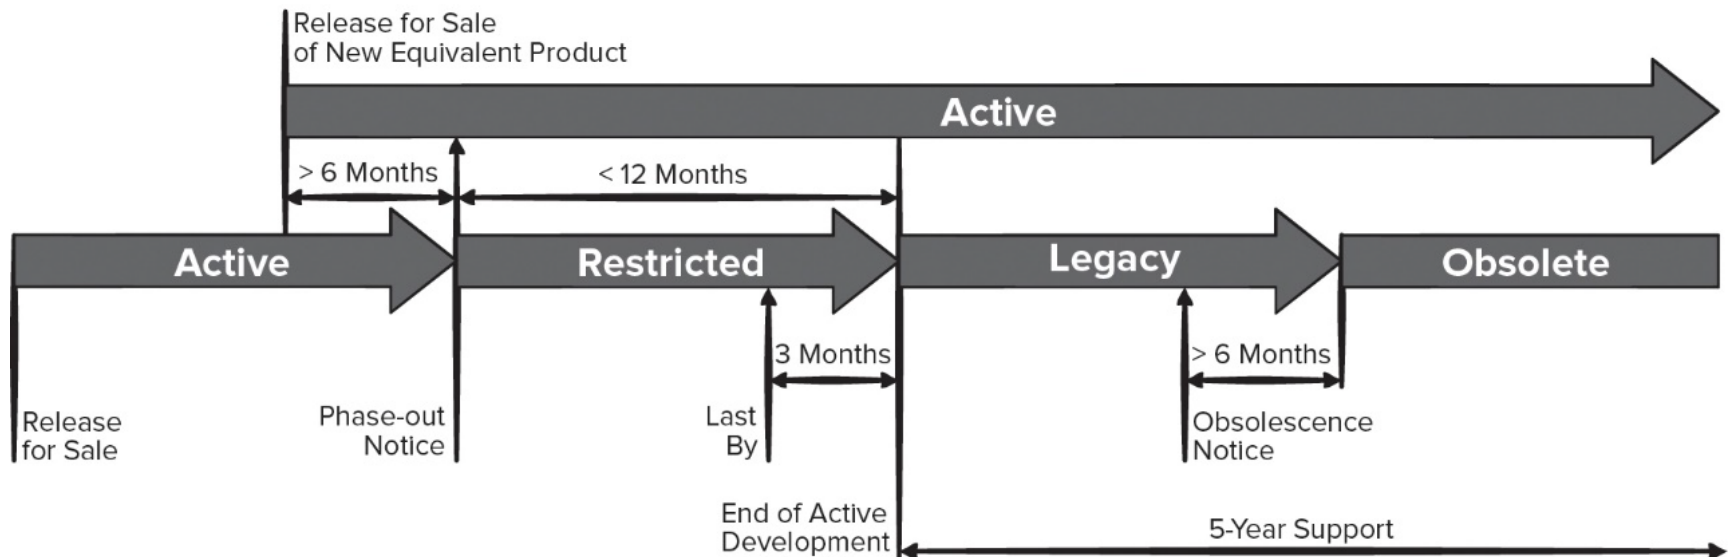 Release for Sale
of New Equivalent Product
Active
> 6 Months
< 12 Months
Active
Restricted
Legacy
Obsolete
3 Months
> 6 Months
Release
for Sale
Phase-out
Notice
Last
By
Obsolescence
Notice
End of Active
Development
5-Year Support